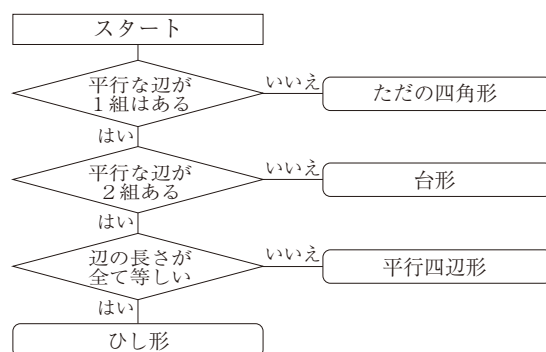 スタート
平行な辺が
1組はある
いいえ
ただの四角形
はい
平行な辺が
2組ある
いいえ
台形
はい
辺の長さが
全て等しい
いいえ
平行四辺形
はい
ひし形